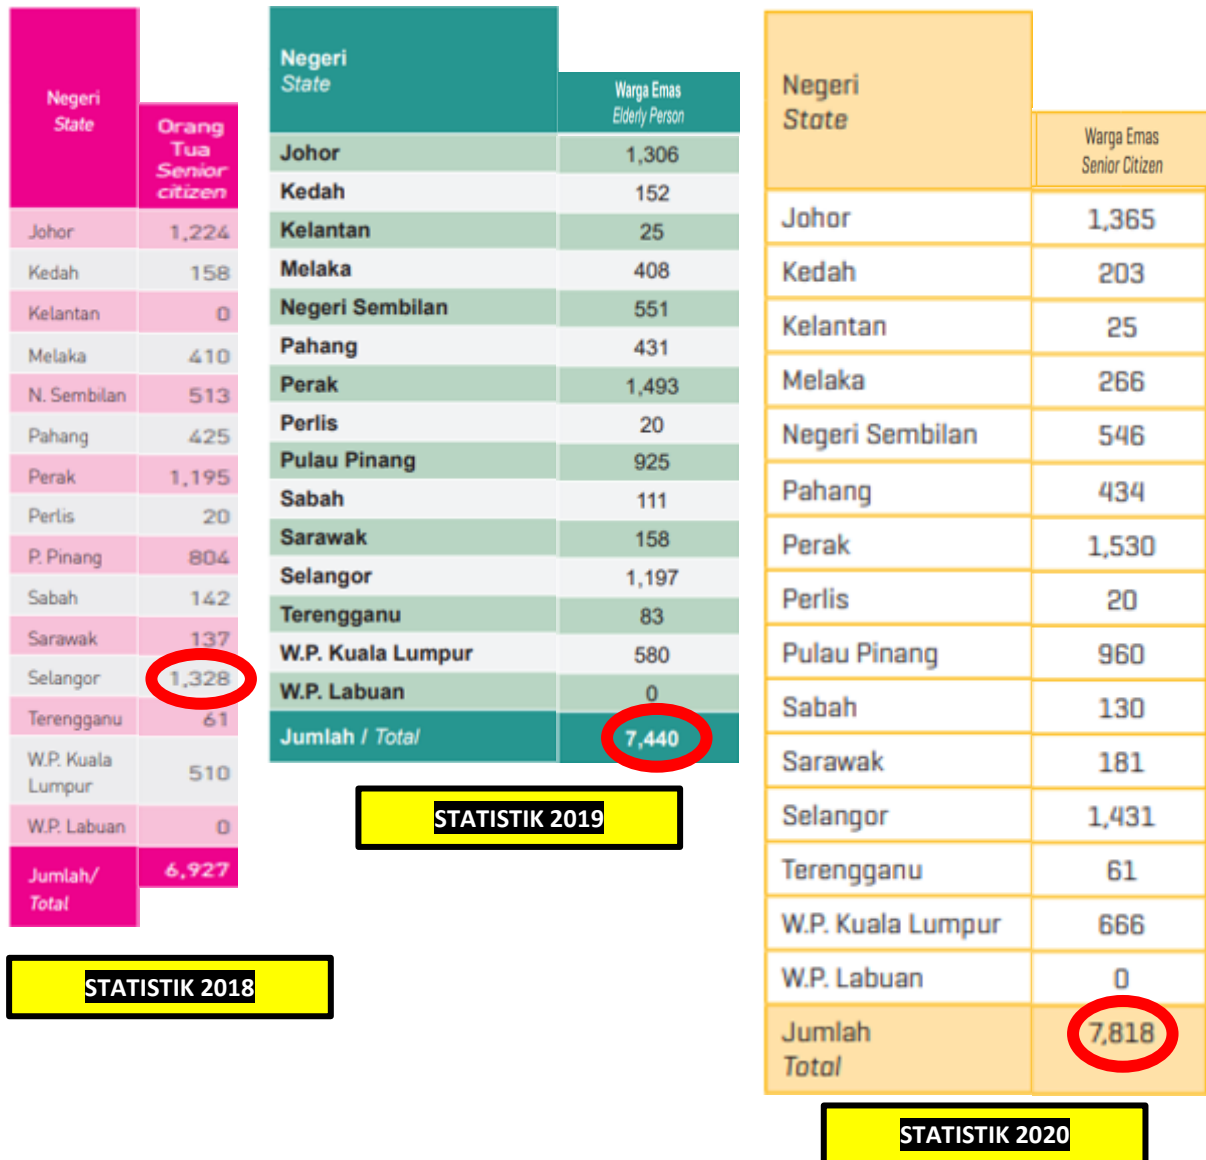 Negeri
State
Orang
Tua
Senior
citizen
Johor 1,224
Kedah 158
Kelantan 0
Melaka 410
N. Sembilan 513
Pahang 425
Perak 1,195
Perlis 20
P. Pinang 804
Sabah 142
Sarawak 137
Selangor 1,328
Terengganu 61
W.P. Kuala
Lumpur 510
W.P. Labuan 0
Jumlah/ 6,927
Total
STATISTIK 2018
Negeri
State
Warga Emas
Elderly Person
Johor 1,306
Kedah 152
Kelantan 25
Melaka 408
Negeri Sembilan 551
Pahang 431
Perak 1,493
Perlis 20
Pulau Pinang 925
Sabah 111
Sarawak 158
Selangor 1,197
Terengganu 83
W.P. Kuala Lumpur 580
W.P. Labuan 0
Jumlah / Total 7,440
STATISTIK 2019
Negeri
State
Warga Emas
Senior Citizen
Johor 1,365
Kedah 203
Kelantan 25
Melaka 266
Negeri Sembilan 546
Pahang 434
Perak 1,530
Perlis 20
Pulau Pinang 960
Sabah 130
Sarawak 181
Selangor 1,431
Terengganu 61
W.P. Kuala Lumpur 666
W.P. Labuan 0
Jumlah 7,818
Total
STATISTIK 2020